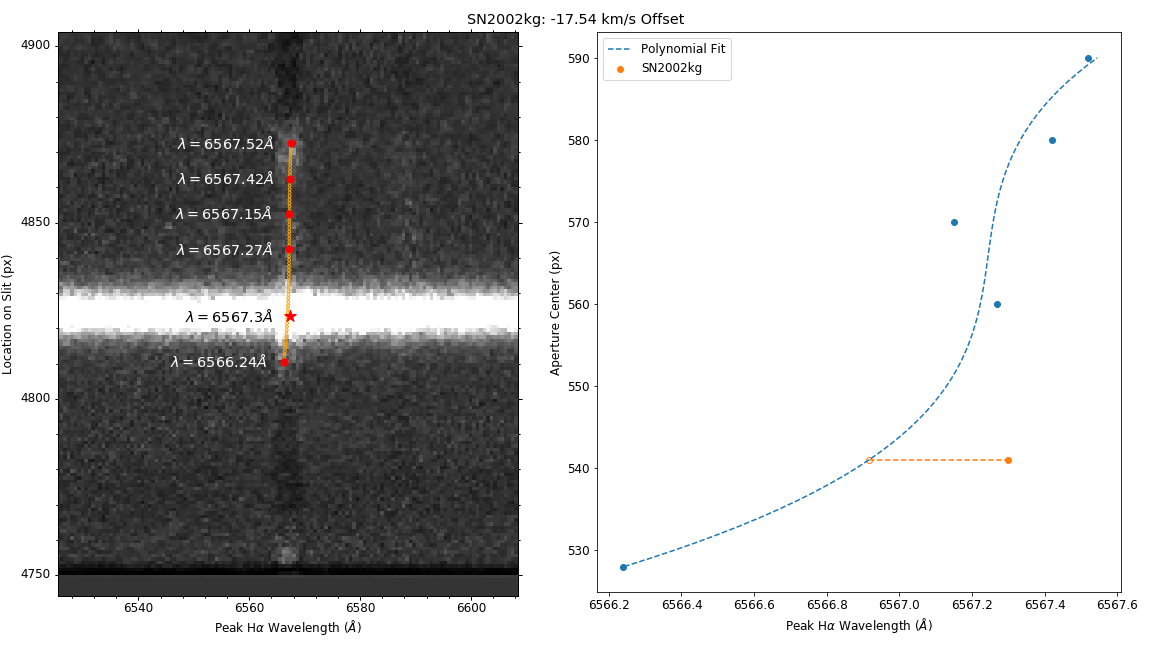 SN2002kg: -17.54 km/s Offset
4900
4850
4800
4750
Location on Slit (px)
λ = 6567.52Å
λ = 6567.42Å
λ = 6567.15Å
λ = 6567.27Å
λ = 6567.3Å
λ = 6566.24Å
6540
6560
6580
6600
Peak Hα Wavelength (Å)
Polynomial Fit
SN2002kg
590
580
570
560
550
540
530
Aperture Center (px)
6566.2
6566.4
6566.6
6566.8
6567.0
6567.2
6567.4
6567.6
Peak Hα Wavelength (Å)